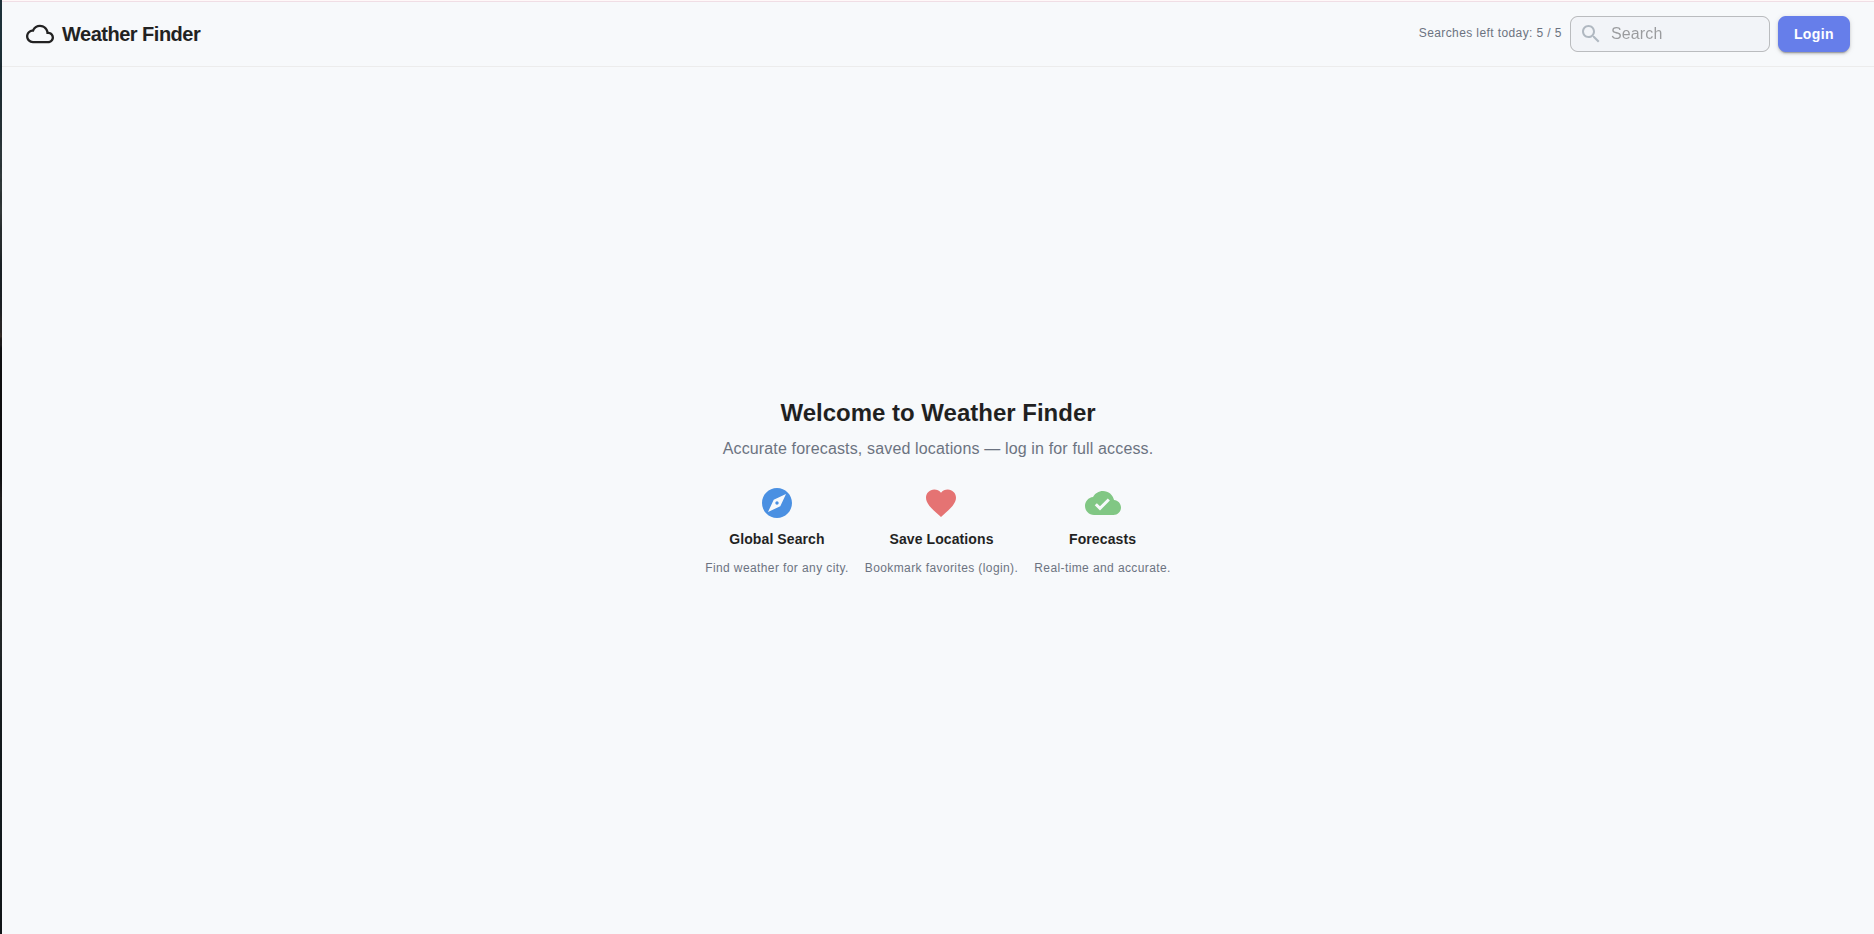 Weather Finder
Searches left today: 5 / 5
Search
Login
Welcome to Weather Finder
Accurate forecasts, saved locations — log in for full access.
Global Search
Save Locations
Forecasts
Find weather for any city.
Bookmark favorites (login).
Real-time and accurate.